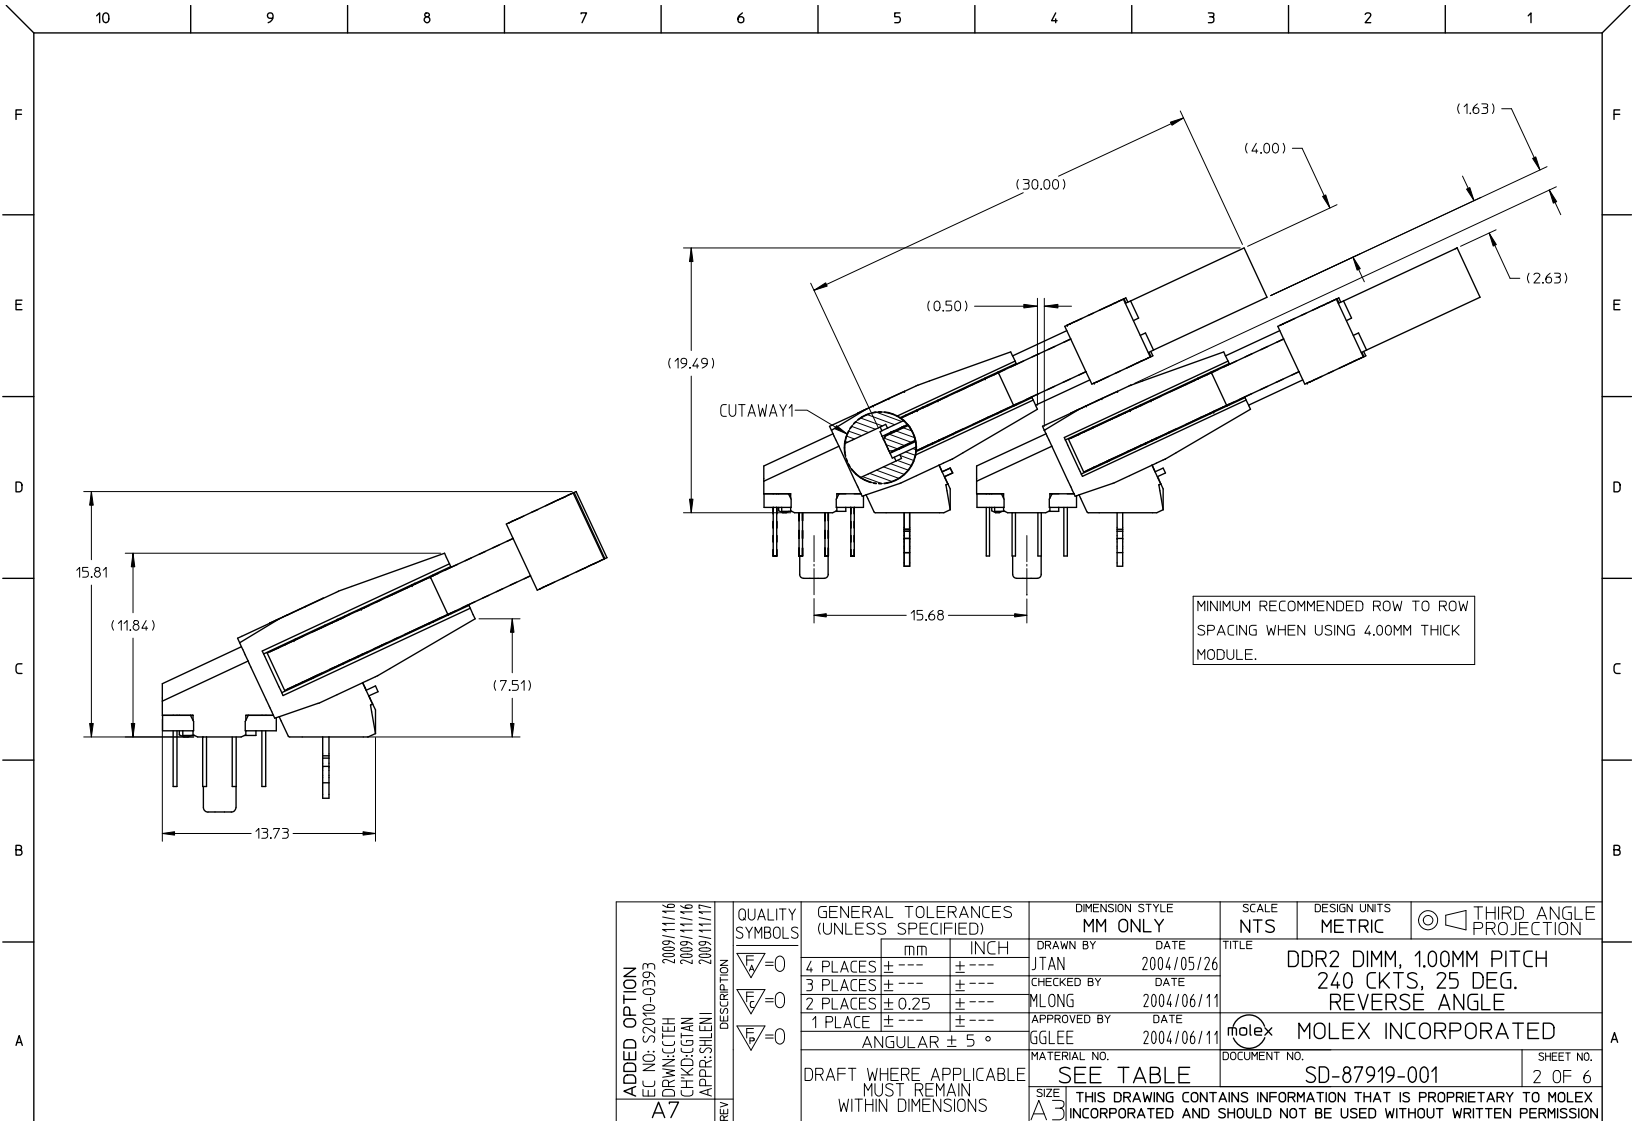 10 9 8 7 6 5 4 3 2 1
F
F
(1.63)
(4.00)
(30.00)
E
(2.63)
E
(0.50)
(19.49)
CUTAWAY1
D
D
15.81
(11.84)
15.68
MINIMUM RECOMMENDED ROW TO ROW
SPACING WHEN USING 4.00MM THICK
MODULE.
C
(7.51)
C
13.73
B
B
A
A
ADDED OPTION
EC NO: S2010-0393
DRWN:CCTEH 2009/11/16
CH'KD:CGTAN 2009/11/16
APPR:SHLENI 2009/11/17
A7
DESCRIPTION
REV
QUALITY
SYMBOLS
F A =0
F C =0
F P =0
GENERAL TOLERANCES
(UNLESS SPECIFIED)
mm INCH
4 PLACES ± --- ± ---
3 PLACES ± --- ± ---
2 PLACES ± 0.25 ± ---
1 PLACE ± --- ± ---
ANGULAR ± 5 °
DRAFT WHERE APPLICABLE
MUST REMAIN
WITHIN DIMENSIONS
DIMENSION STYLE
MM ONLY
SCALE
NTS
DESIGN UNITS
METRIC
THIRD ANGLE
PROJECTION
DRAWN BY DATE
JTAN 2004/05/26
CHECKED BY DATE
MLONG 2004/06/11
APPROVED BY DATE
GGLEE 2004/06/11
TITLE
DDR2 DIMM, 1.00MM PITCH
240 CKTS, 25 DEG.
REVERSE ANGLE
molex MOLEX INCORPORATED
MATERIAL NO.
SEE TABLE
DOCUMENT NO.
SD-87919-001
SHEET NO.
2 OF 6
SIZE
A3
THIS DRAWING CONTAINS INFORMATION THAT IS PROPRIETARY TO MOLEX
INCORPORATED AND SHOULD NOT BE USED WITHOUT WRITTEN PERMISSION